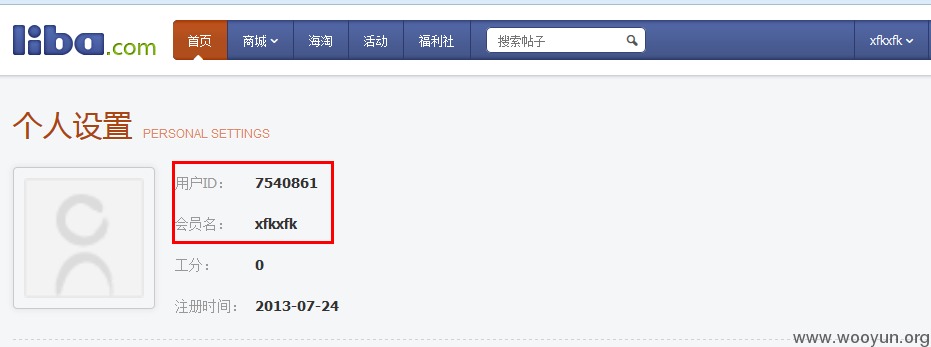 liba.com 首页 商城 海淘 活动 福利社 搜索帖子 xfkxfk
个人设置 PERSONAL SETTINGS
用户ID： 7540861
会员名： xfkxfk
工分： 0
注册时间： 2013-07-24
www.wooyun.org